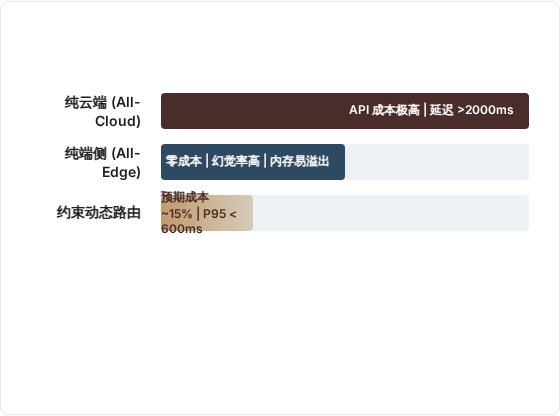 纯云端 (All-
Cloud)
API 成本极高 | 延迟 >2000ms
纯端侧 (All-
Edge)
零成本 | 幻觉率高 | 内存易溢出
约束动态路由
预期成本
~15% | P95 <
600ms